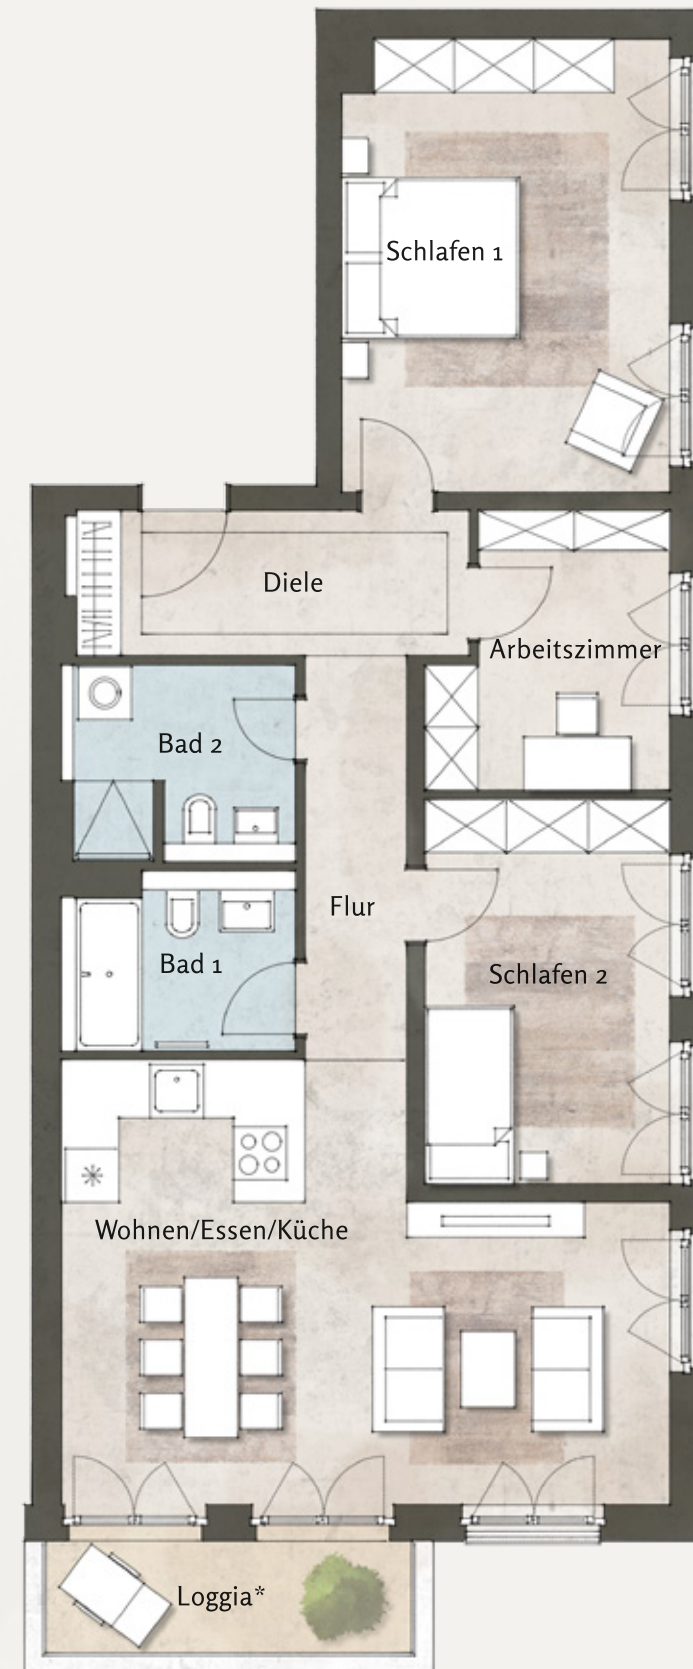 Schlafen 1
Diele
Arbeitszimmer
Bad 2
Flur
Bad 1
Schlafen 2
Wohnen/Essen/Küche
Loggia*